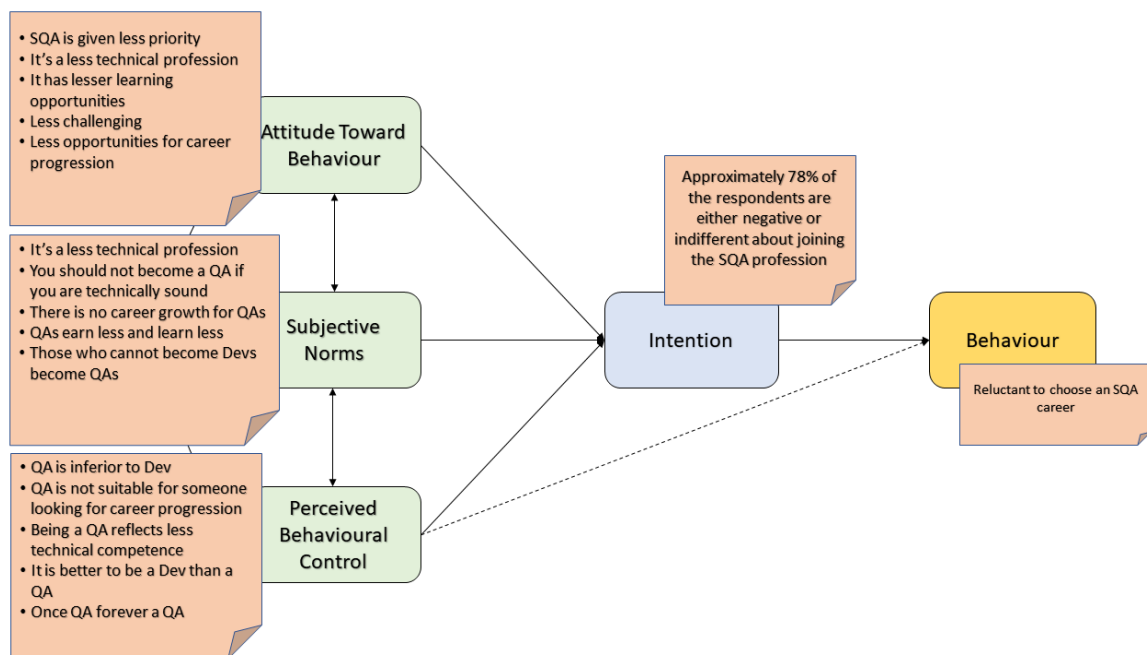 • SQA is given less priority
• It's a less technical profession
• It has lesser learning
opportunities
• Less challenging
• Less opportunities for career
progression
Attitude Toward
Behaviour
• It's a less technical profession
• You should not become a QA if
you are technically sound
• There is no career growth for QAs
• QAs earn less and learn less
• Those who cannot become Devs
become QAs
Subjective
Norms
• QA is inferior to Dev
• QA is not suitable for someone
looking for career progression
• Being a QA reflects less
technical competence
• It is better to be a Dev than a
QA
• Once QA forever a QA
Perceived
Behavioural
Control
Approximately 78% of
the respondents are
either negative or
indifferent about joining
the SQA profession
Intention
Behaviour
Reluctant to choose an SQA
career